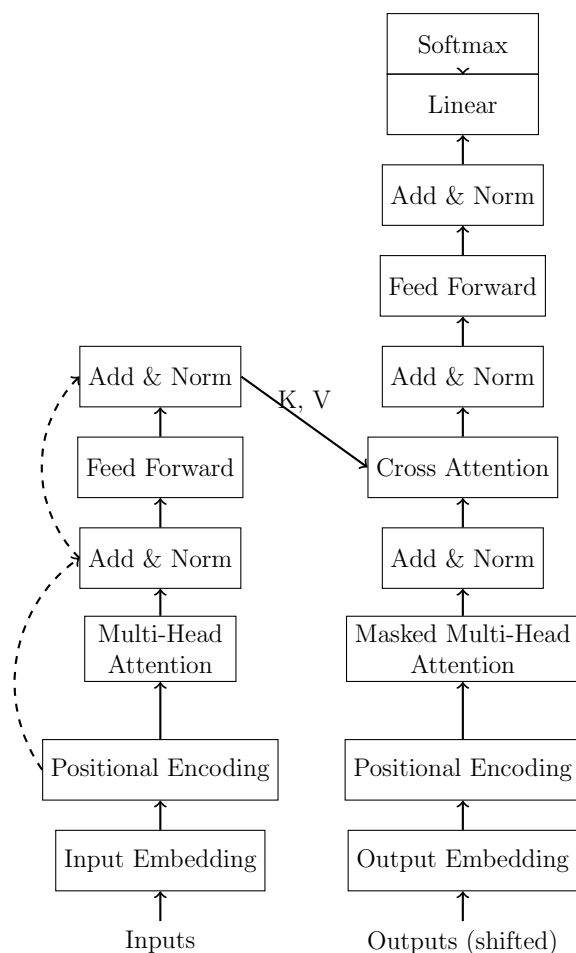 Softmax
Linear
Add & Norm
Feed Forward
Add & Norm
Add & Norm
K, V
Feed Forward
Cross Attention
Add & Norm
Add & Norm
Multi-Head
Attention
Masked Multi-Head
Attention
Positional Encoding
Positional Encoding
Input Embedding
Output Embedding
Inputs
Outputs (shifted)